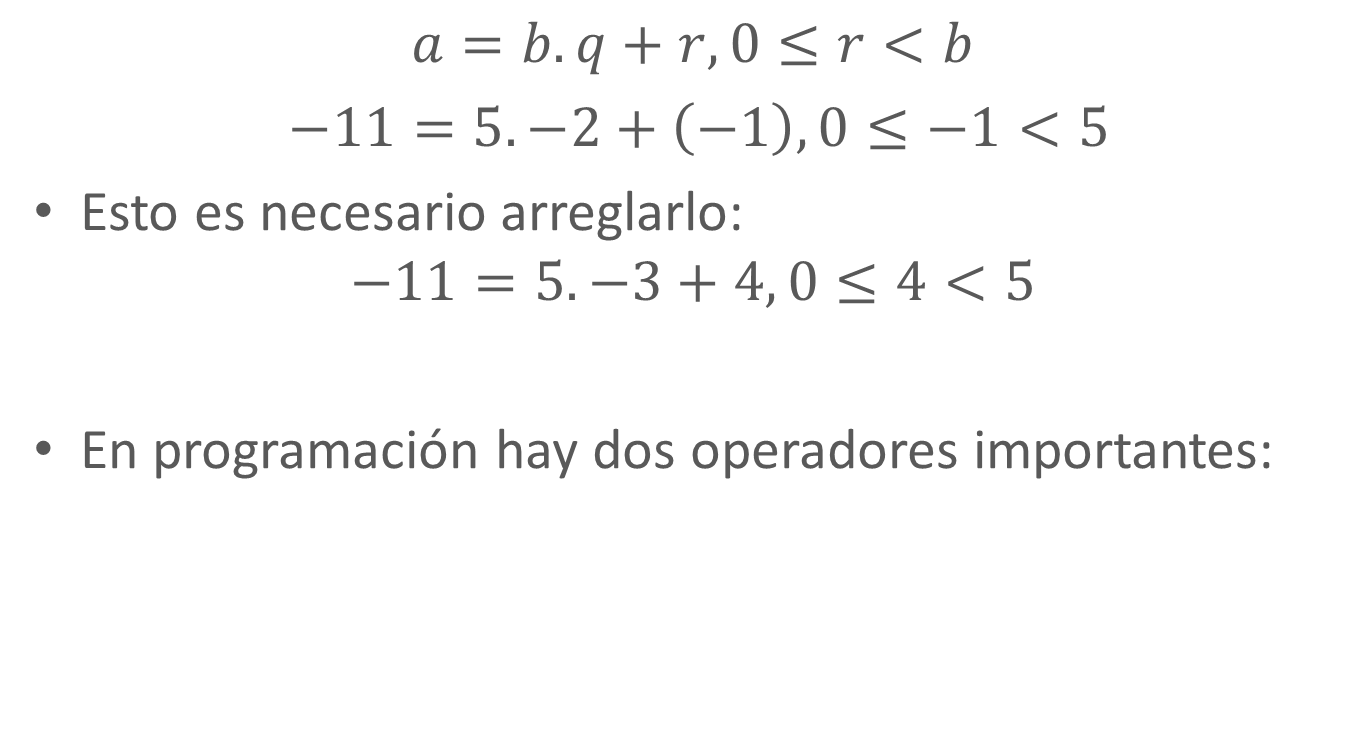 a = b. q + r, 0 ≤ r < b
−11 = 5. −2 + (−1), 0 ≤ −1 < 5
• Esto es necesario arreglarlo:
−11 = 5. −3 + 4, 0 ≤ 4 < 5
• En programación hay dos operadores importantes: